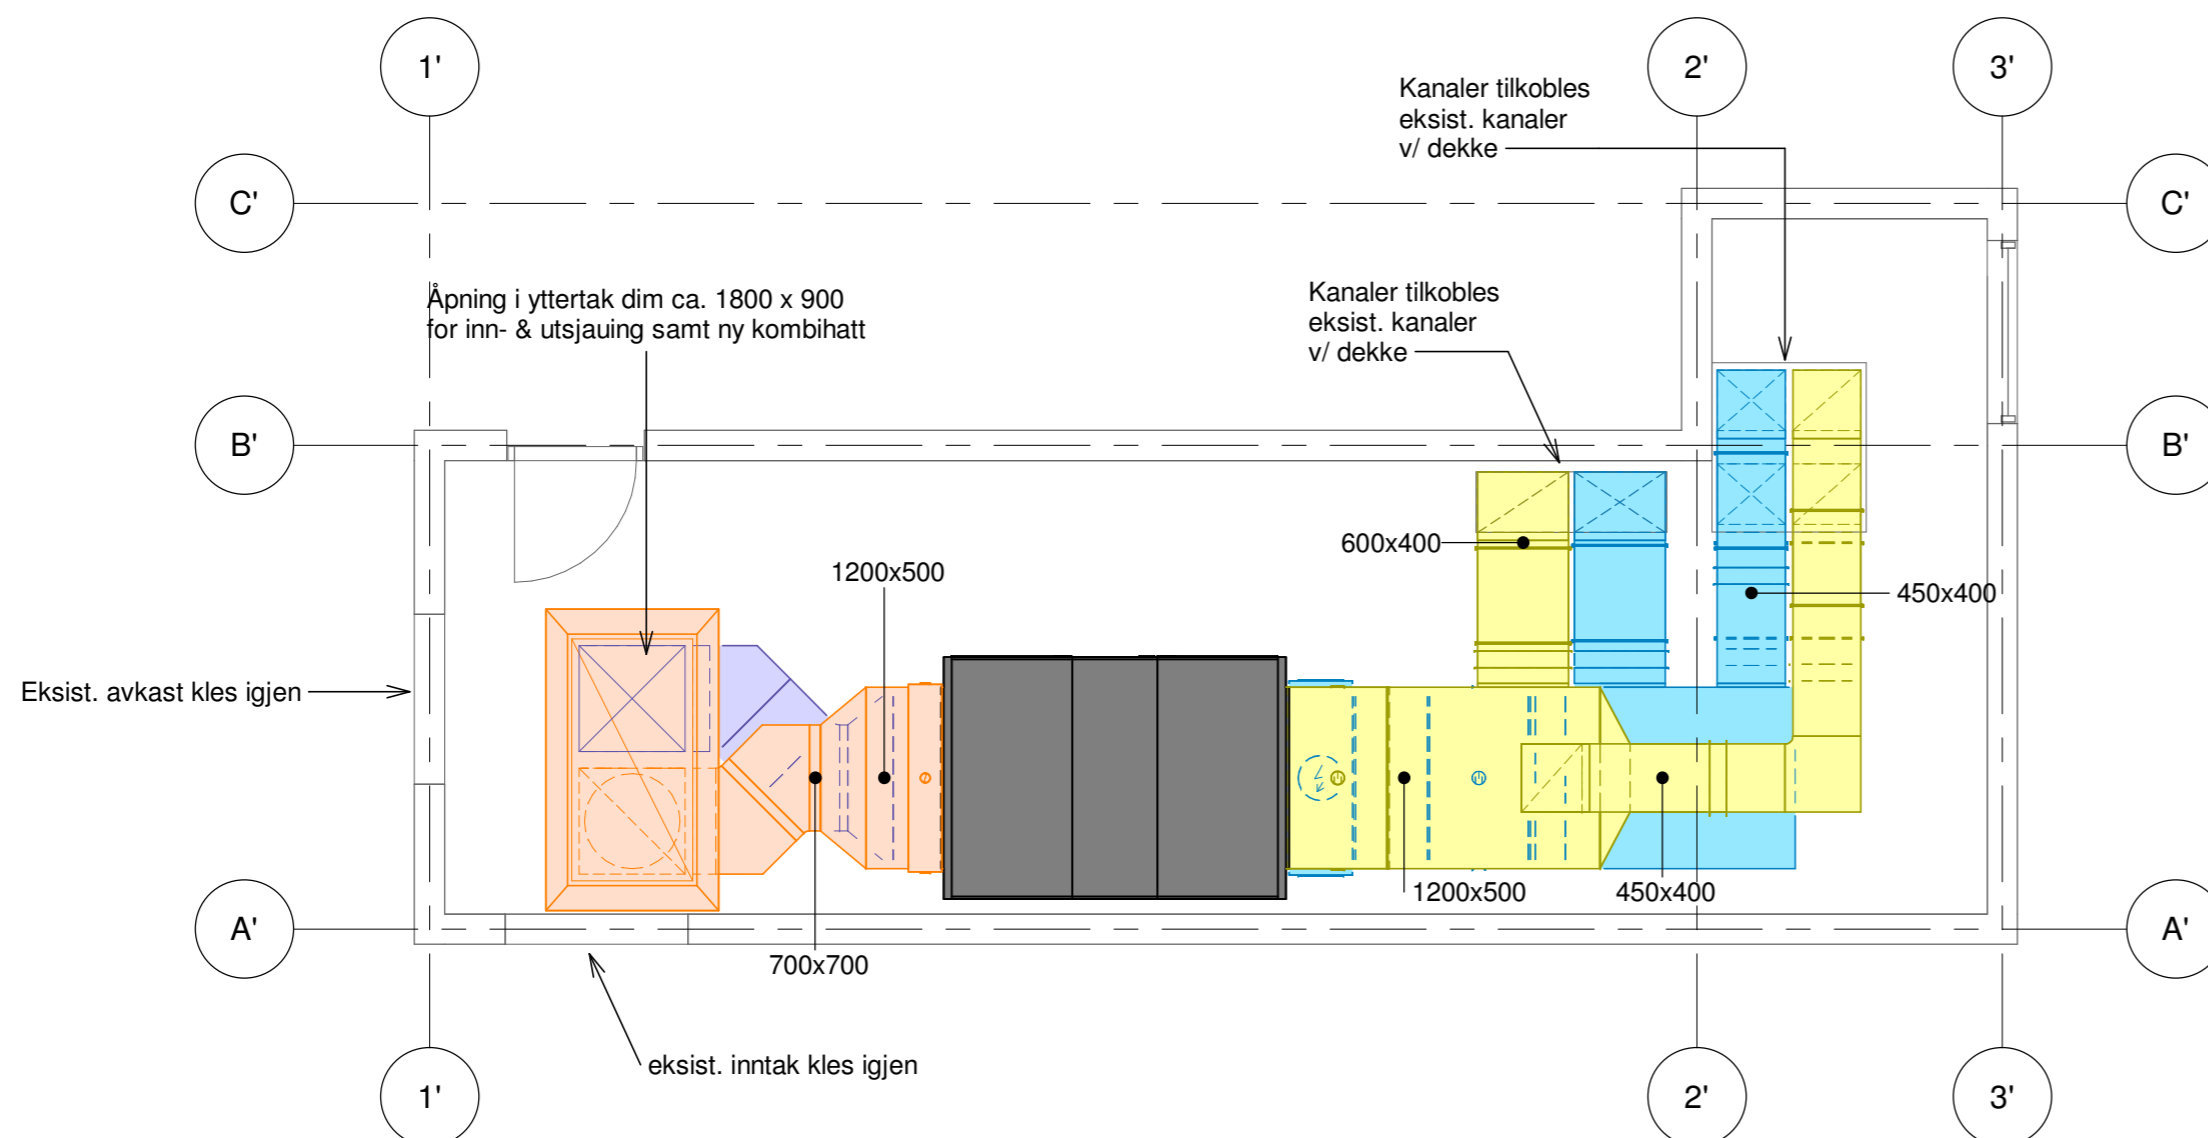 1'
2'
3'
Kanaler tilkobles
eksist. kanaler
v/ dekke
C'
C'
Åpning i yttertak dim ca. 1800 x 900
for inn- & utsjauing samt ny kombihatt
Kanaler tilkobles
eksist. kanaler
v/ dekke
B'
B'
600x400
1200x500
450x400
Eksist. avkast kles igjen
1200x500
450x400
A'
A'
700x700
eksist. inntak kles igjen
1'
2'
3'